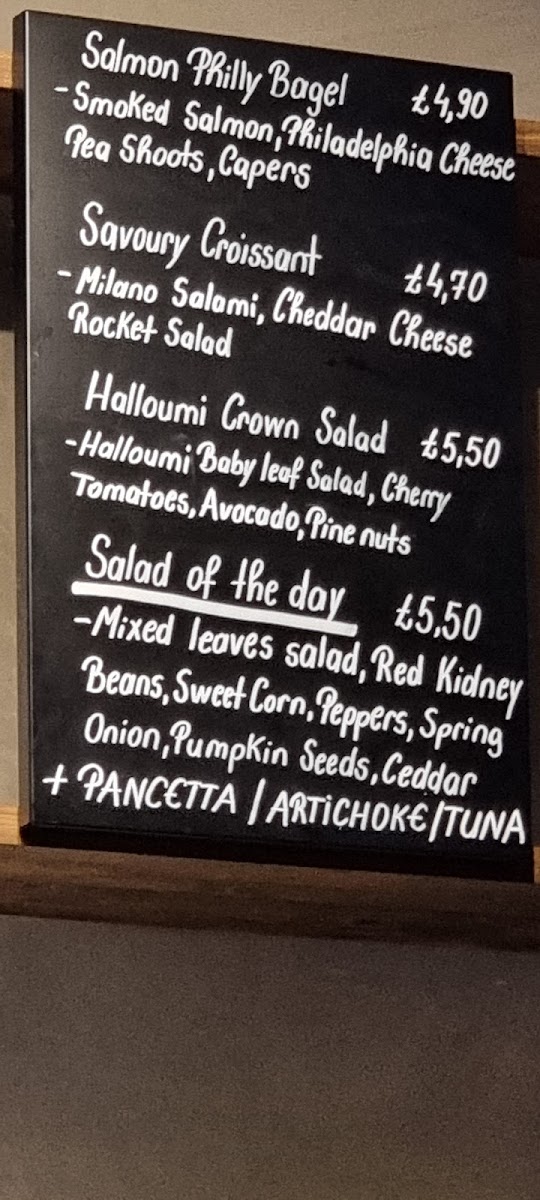 Salmon Philly Bagel £4,90
-Smoked Salmon, Philadelphia Cheese
Pea Shoots, Capers
Savoury Croissant £4,70
-Milano Salami, Cheddar Cheese
Rocket Salad
Halloumi Crown Salad £5,50
-Halloumi Baby leaf Salad, Cherry
Tomatoes, Avocado, Pine nuts
Salad of the day £5,50
-Mixed leaves salad, Red Kidney
Beans, Sweet Corn, Peppers, Spring
Onion, Pumpkin Seeds, Ceddar
+ PANCETTA / ARTiCHOKE/TUNA